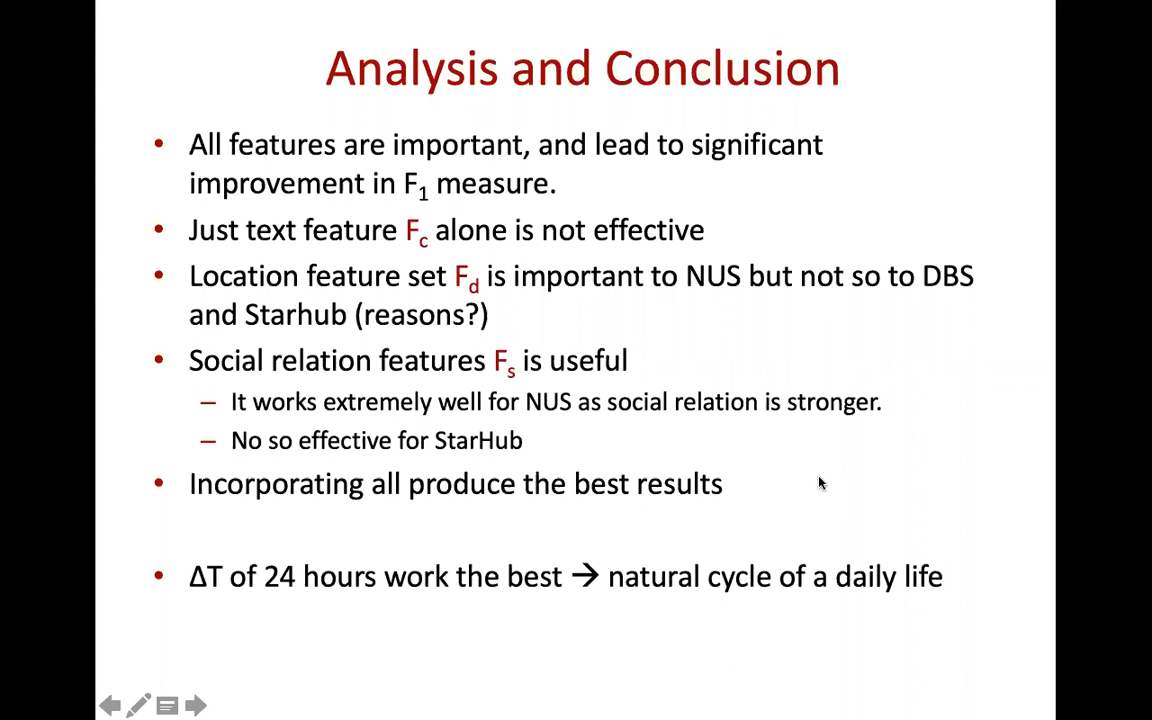 Analysis and Conclusion
• All features are important, and lead to significant
improvement in F1 measure.
• Just text feature Fc alone is not effective
• Location feature set Fd is important to NUS but not so to DBS
and Starhub (reasons?)
• Social relation features Fs is useful
– It works extremely well for NUS as social relation is stronger.
– No so effective for StarHub
• Incorporating all produce the best results
• ΔT of 24 hours work the best → natural cycle of a daily life